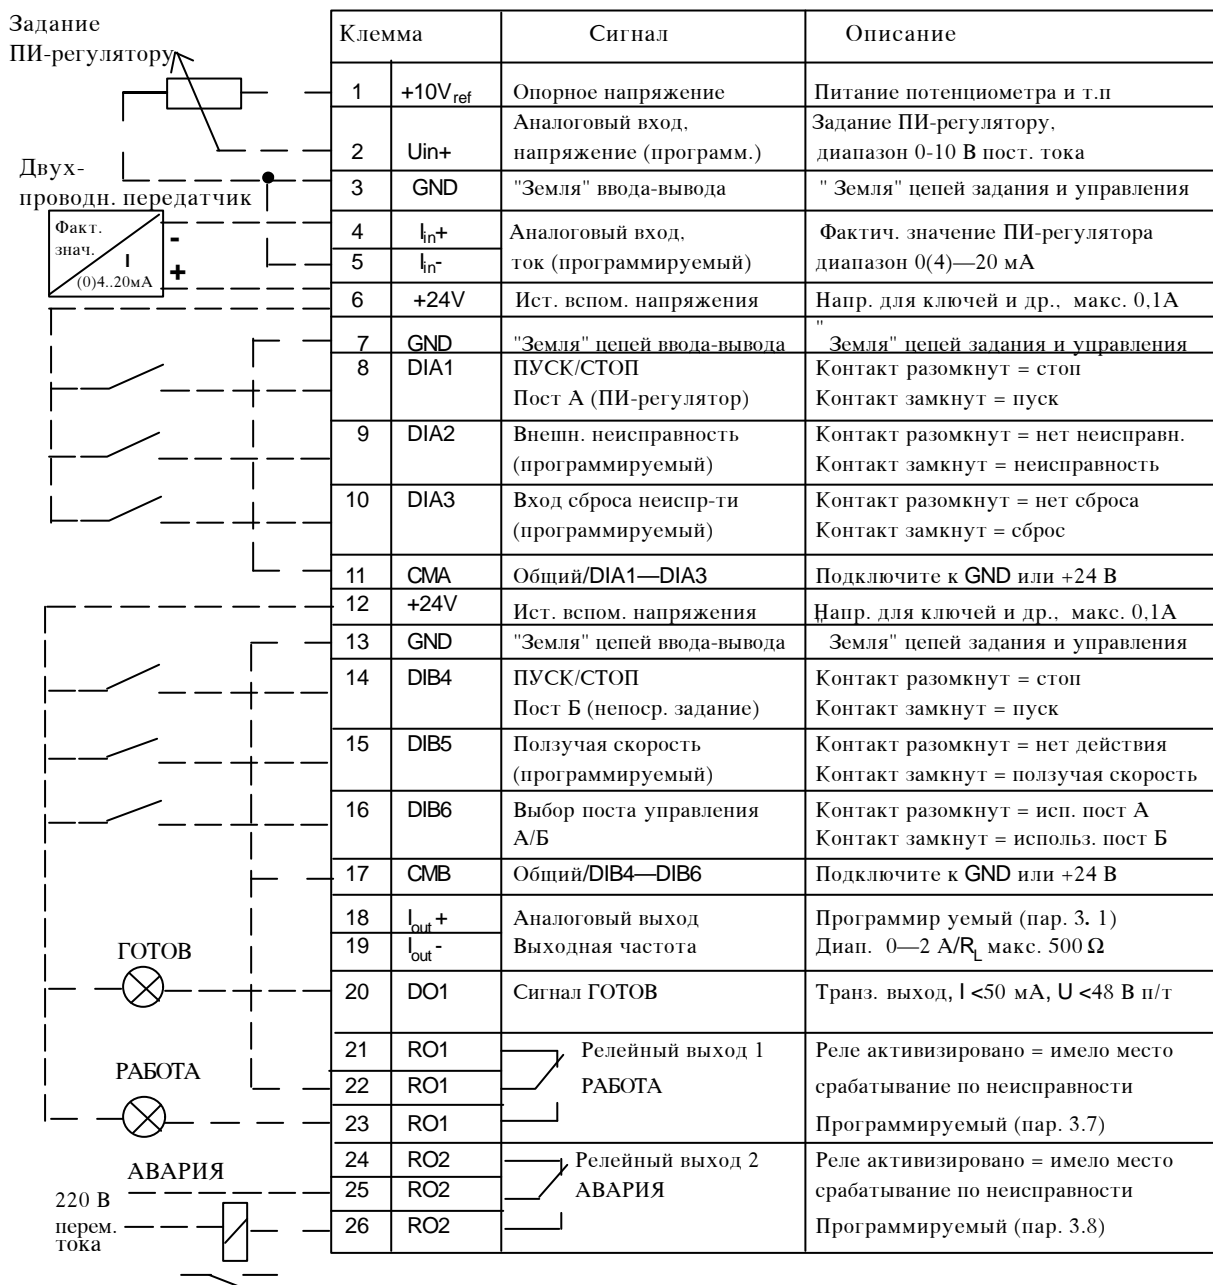 Задание
ПИ-регулятору
Клемма Сигнал Описание
1 +10Vref Опорное напряжение Питание потенциометра и т.п
Аналоговый вход, Задание ПИ-регулятору,
2 Uin+ напряжение (программ.) диапазон 0-10 В пост. тока
Двух-
проводн. передатчик
3 GND "Земля" ввода-вывода " Земля" цепей задания и управления
Факт.
знач.
I
(0)4..20мА
-
+
4 Iin+ Аналоговый вход, Фактич. значение ПИ-регулятора
5 Iin- ток (программируемый) диапазон 0(4)—20 мА
6 +24V Ист. вспом. напряжения Напр. для ключей и др., макс. 0,1А
7 GND "Земля" цепей ввода-вывода " Земля" цепей задания и управления
8 DIA1 ПУСК/СТОП Контакт разомкнут = стоп
Пост А (ПИ-регулятор) Контакт замкнут = пуск
9 DIA2 Внешн. неисправность Контакт разомкнут = нет неисправн.
(программируемый) Контакт замкнут = неисправность
10 DIA3 Вход сброса неиспр-ти Контакт разомкнут = нет сброса
(программируемый) Контакт замкнут = сброс
11 CMA Общий/DIA1—DIA3 Подключите к GND или +24 В
12 +24V Ист. вспом. напряжения Напр. для ключей и др., макс. 0,1А
13 GND "Земля" цепей ввода-вывода " Земля" цепей задания и управления
14 DIB4 ПУСК/СТОП Контакт разомкнут = стоп
Пост Б (непоср. задание) Контакт замкнут = пуск
15 DIB5 Ползучая скорость Контакт разомкнут = нет действия
(программируемый) Контакт замкнут = ползучая скорость
16 DIB6 Выбор поста управления Контакт разомкнут = исп. пост А
А/Б Контакт замкнут = использ. пост Б
17 CMB Общий/DIB4—DIB6 Подключите к GND или +24 В
18 Iout+ Аналоговый выход Программир уемый (пар. 3. 1)
19 Iout- Выходная частота Диап. 0—2 А/RL макс. 500 Ω
ГОТОВ
20 DO1 Сигнал ГОТОВ Транз. выход, I <50 мА, U <48 В п/т
21 RO1 Релейный выход 1 Реле активизировано = имело место
РАБОТА
22 RO1 РАБОТА срабатывание по неисправности
23 RO1 Программируемый (пар. 3.7)
24 RO2 Релейный выход 2 Реле активизировано = имело место
АВАРИЯ
25 RO2 АВАРИЯ срабатывание по неисправности
220 В
перем.
тока
26 RO2 Программируемый (пар. 3.8)